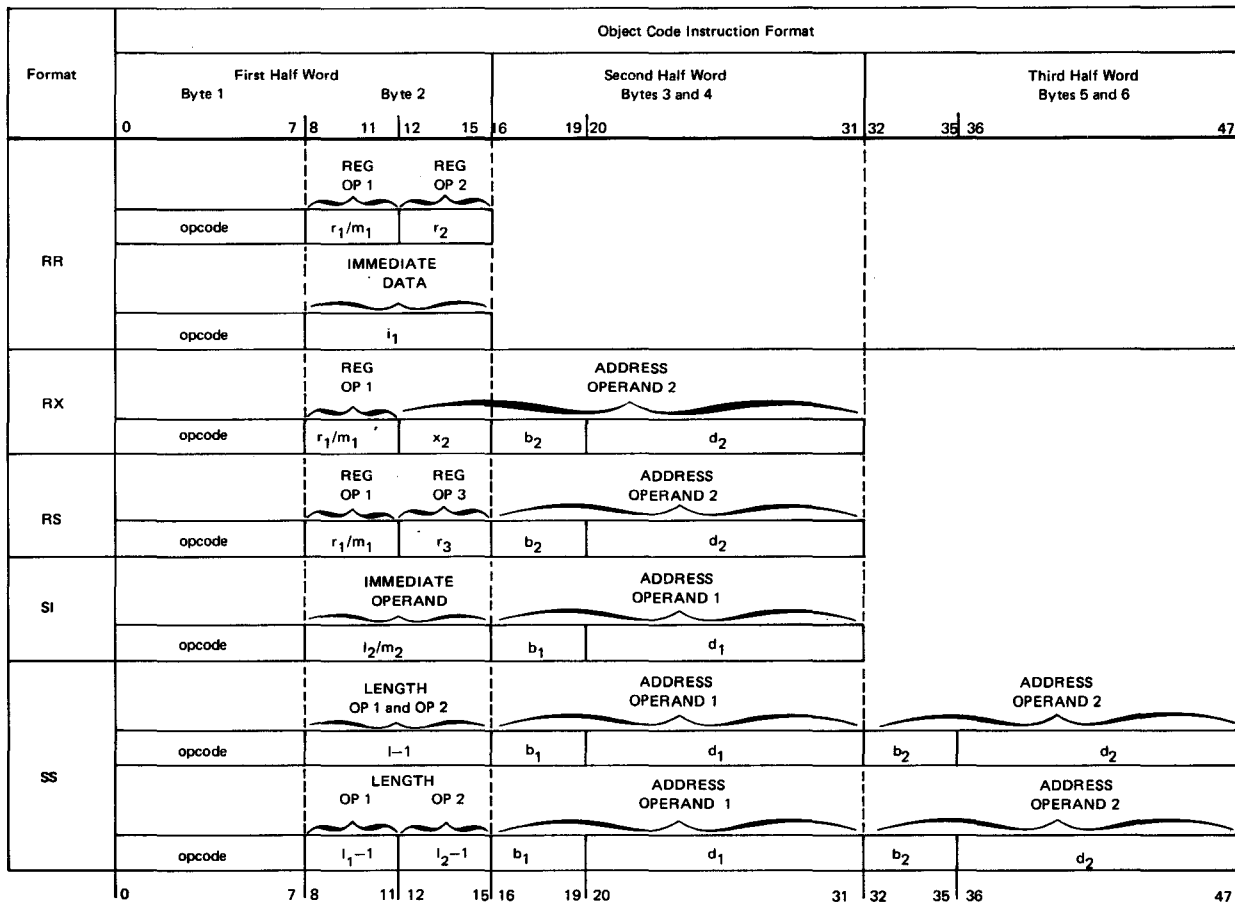 Object Code Instruction Format
Format
First Half Word
Second Half Word
Third Half Word
Byte 1 Byte 2
Bytes 3 and 4
Bytes 5 and 6
0 7 8 11 12 15 16 19 20 31 32 35 36 47
RR
REG REG
OP 1 OP 2
opcode r1/m1 r2
IMMEDIATE
DATA
opcode i1
RX
REG ADDRESS
OP 1 OPERAND 2
opcode r1/m1 x2 b2 d2
RS
REG REG ADDRESS
OP 1 OP 3 OPERAND 2
opcode r1/m1 r3 b2 d2
SI
IMMEDIATE ADDRESS
OPERAND OPERAND 1
opcode I2/m2 b1 d1
SS
LENGTH ADDRESS ADDRESS
OP 1 and OP 2 OPERAND 1 OPERAND 2
opcode l–1 b1 d1 b2 d2
LENGTH ADDRESS ADDRESS
OP 1 OP 2 OPERAND 1 OPERAND 2
opcode l1–1 l2–1 b1 d1 b2 d2
0 7 8 11 12 15 16 19 20 31 32 35 36 47